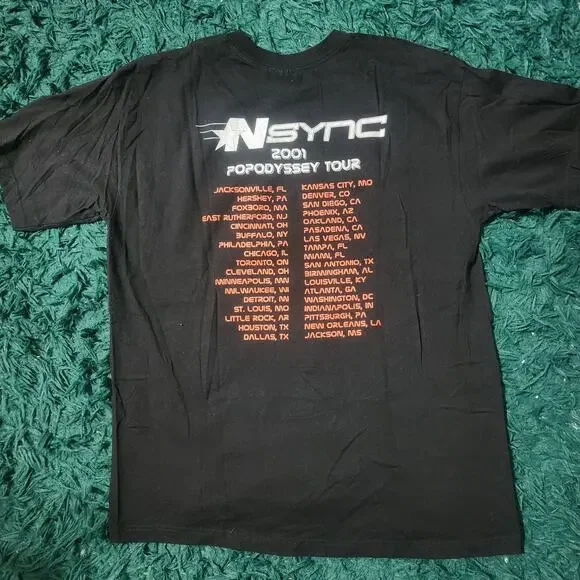 NSYNC
2001
POPODYSSEY TOUR
JACKSONVILLE, FL
HERSHEY, PA
FOXBORO, MA
EAST RUTHERFORD, NJ
CINCINNATI, OH
BUFFALO, NY
PHILADELPHIA, PA
CHICAGO, IL
TORONTO, ON
CLEVELAND, OH
MINNEAPOLIS, MN
MILWAUKEE, WI
DETROIT, MI
ST. LOUIS, MO
LITTLE ROCK, AR
HOUSTON, TX
DALLAS, TX
KANSAS CITY, MO
DENVER, CO
SAN DIEGO, CA
PHOENIX, AZ
OAKLAND, CA
PASADENA, CA
LAS VEGAS, NV
TAMPA, FL
MIAMI, FL
SAN ANTONIO, TX
BIRMINGHAM, AL
LOUISVILLE, KY
ATLANTA, GA
WASHINGTON, DC
INDIANAPOLIS, IN
PITTSBURGH, PA
NEW ORLEANS, LA
JACKSON, MS